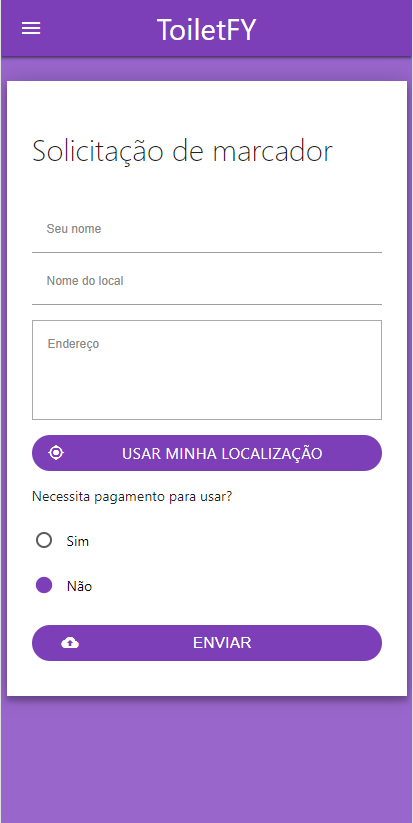 ToiletFY
Solicitação de marcador
Seu nome
Nome do local
Endereço
USAR MINHA LOCALIZAÇÃO
Necessita pagamento para usar?
Sim
Não
ENVIAR